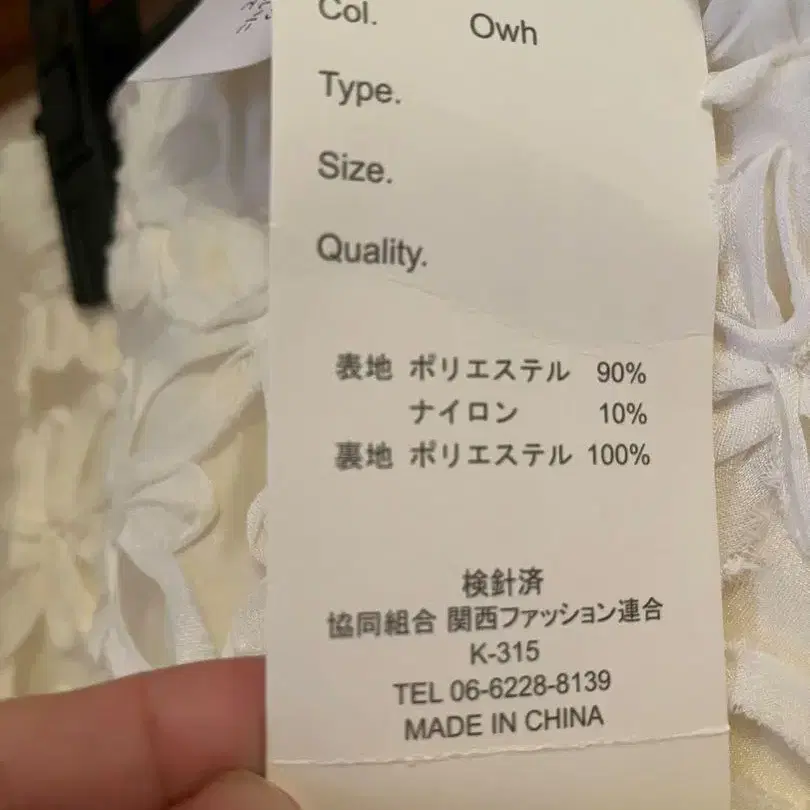 Col. Owh
Type.
Size.
Quality.
表地 ポリエステル 90%
ナイロン 10%
裏地 ポリエステル 100%
検針済
協同組合 関西ファッション連合
K-315
TEL 06-6228-8139
MADE IN CHINA